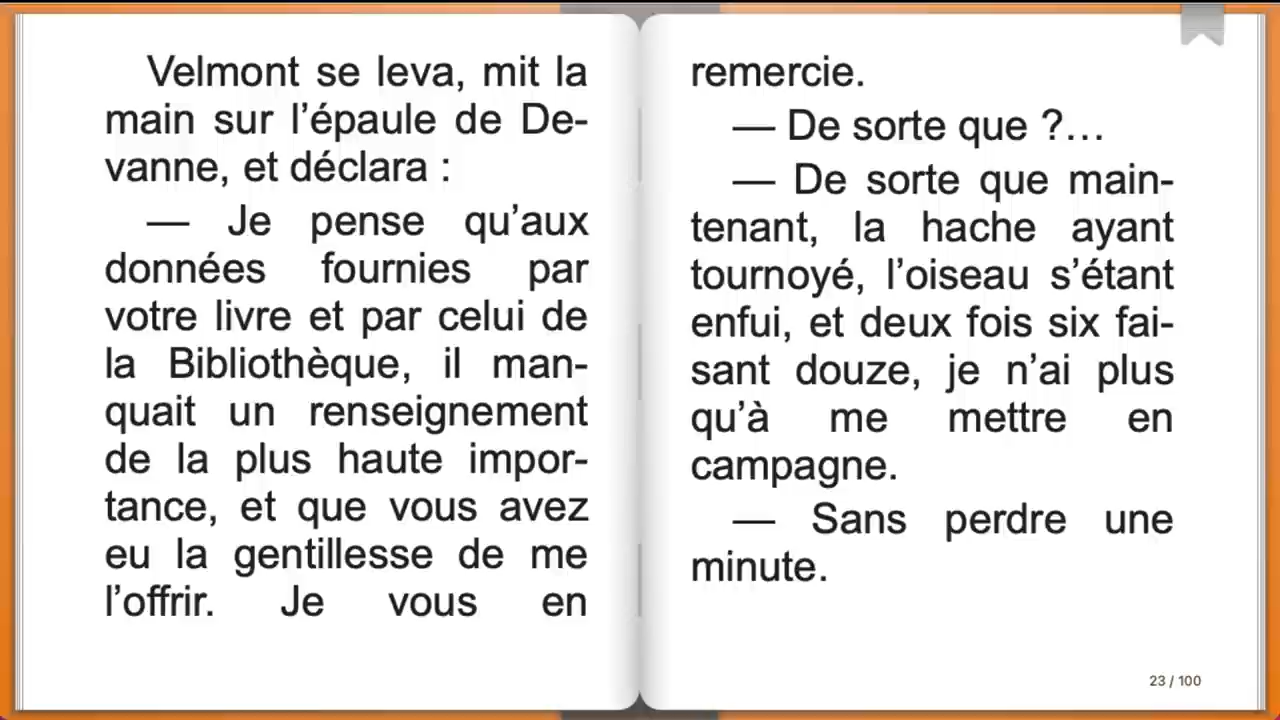 Velmont se leva, mit la
main sur l’épaule de De-
vanne, et déclara :
— Je pense qu’aux
données fournies par
votre livre et par celui de
la Bibliothèque, il man-
quait un renseignement
de la plus haute impor-
tance, et que vous avez
eu la gentillesse de me
l’offrir. Je vous en
remercie.
— De sorte que ?…
— De sorte que main-
tenant, la hache ayant
tournoyé, l’oiseau s’étant
enfui, et deux fois six fai-
sant douze, je n’ai plus
qu’à me mettre en
campagne.
— Sans perdre une
minute.
23 / 100